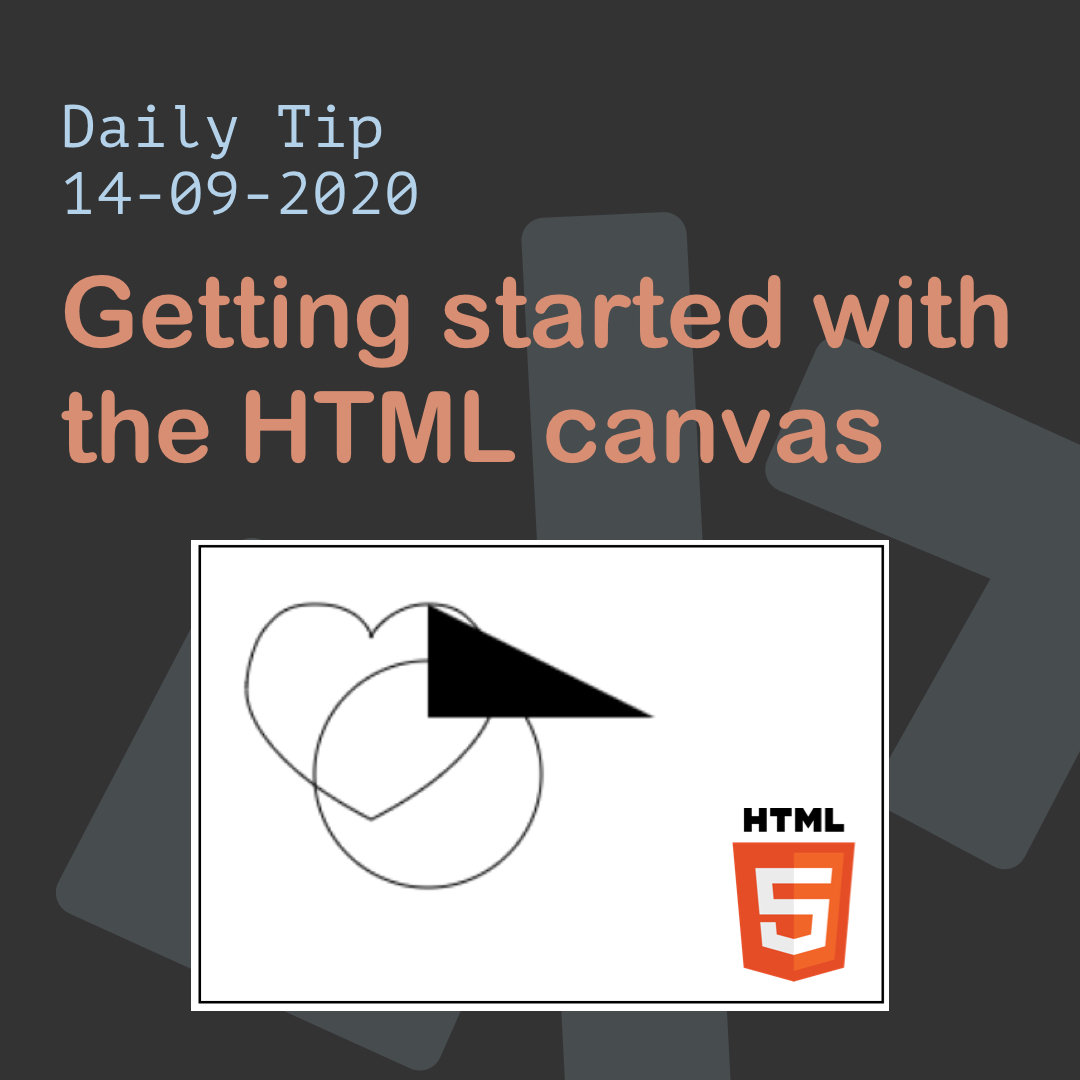 Daily Tip
14-09-2020
Getting started with
the HTML canvas
HTML
5